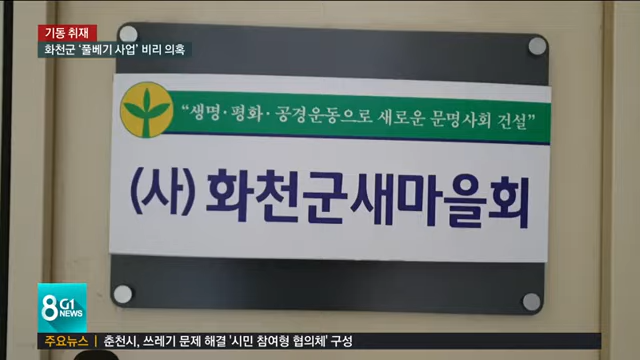 기동 취재
화천군 '풀베기 사업' 비리 의혹
“생명·평화·공경운동으로 새로운 문명사회 건설”
(사)화천군새마을회
8 G1 NEWS
주요뉴스 | 춘천시, 쓰레기 문제 해결 '시민 참여형 협의체' 구성